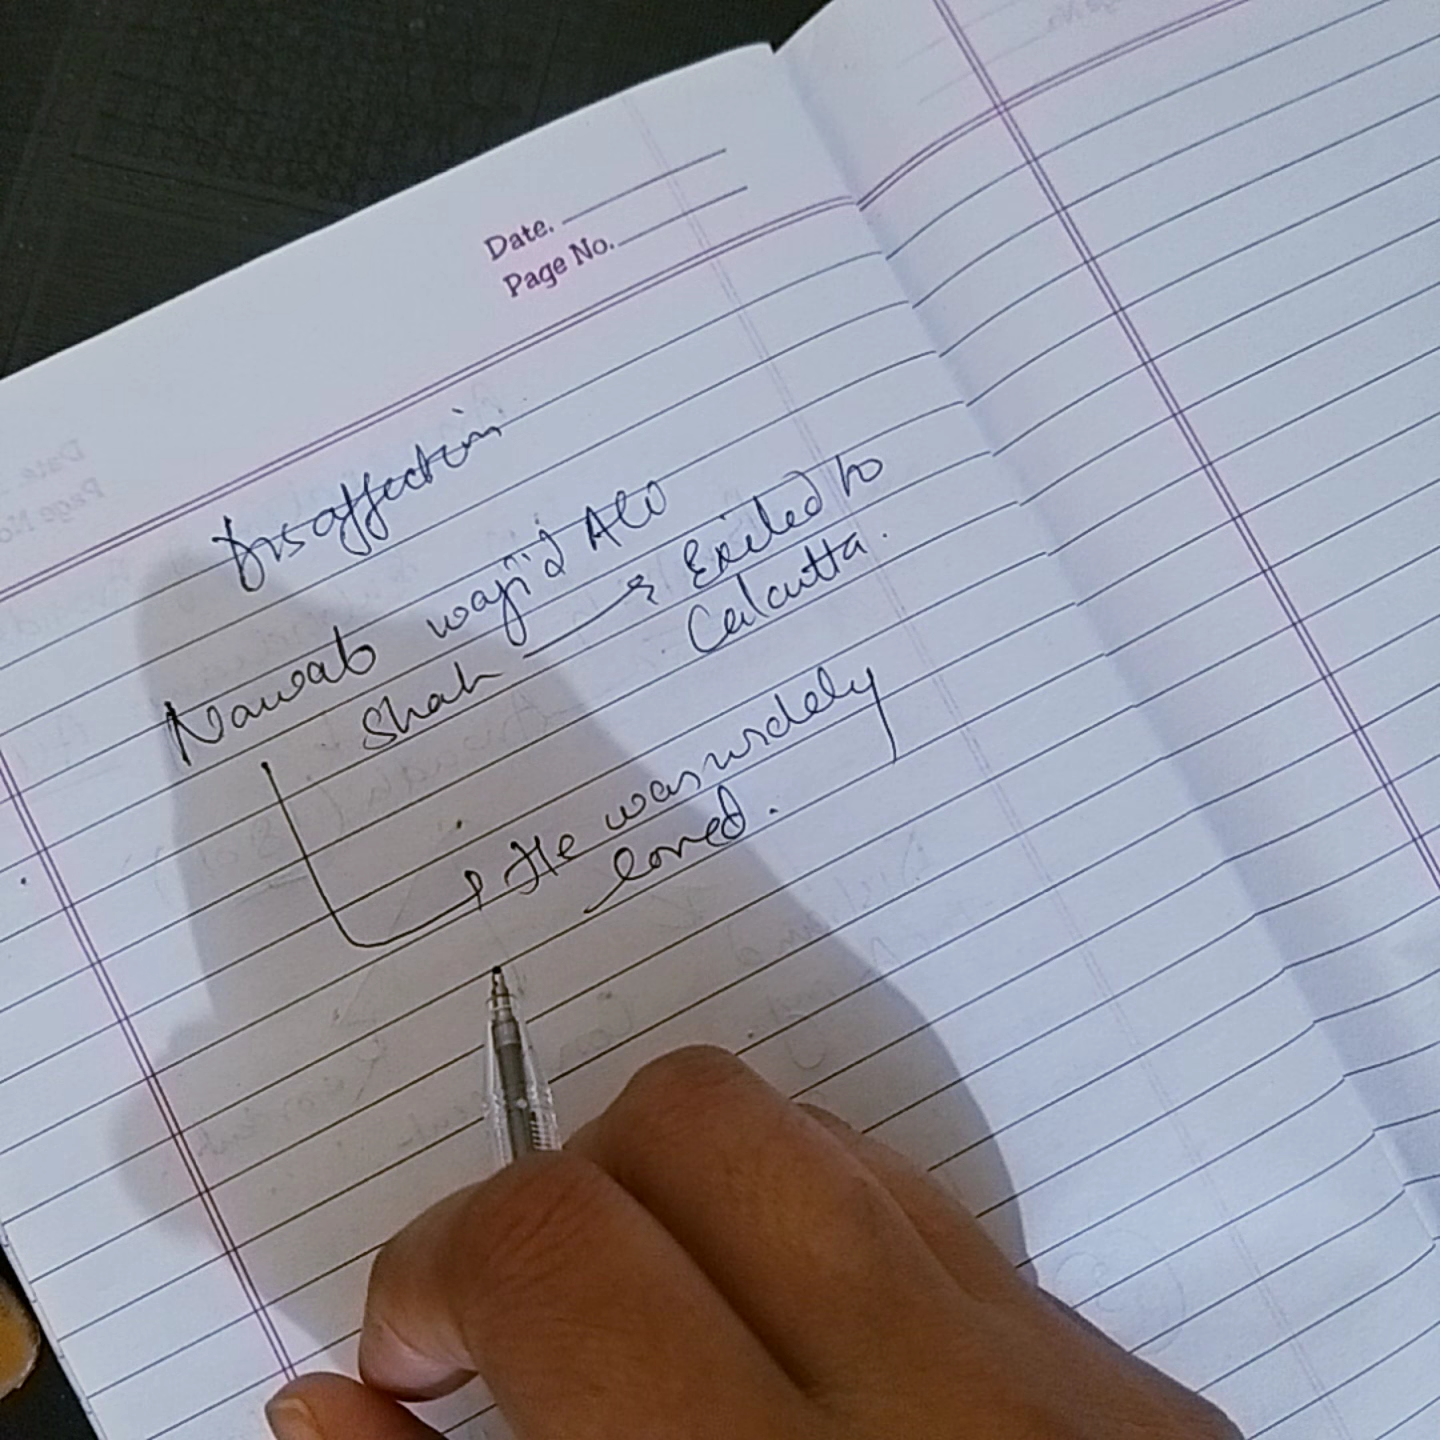 Date.
Page No.
Disaffection
Nawab wajid Ali
Shah → Exiled to
Calcutta.
→ He was widely
loved.